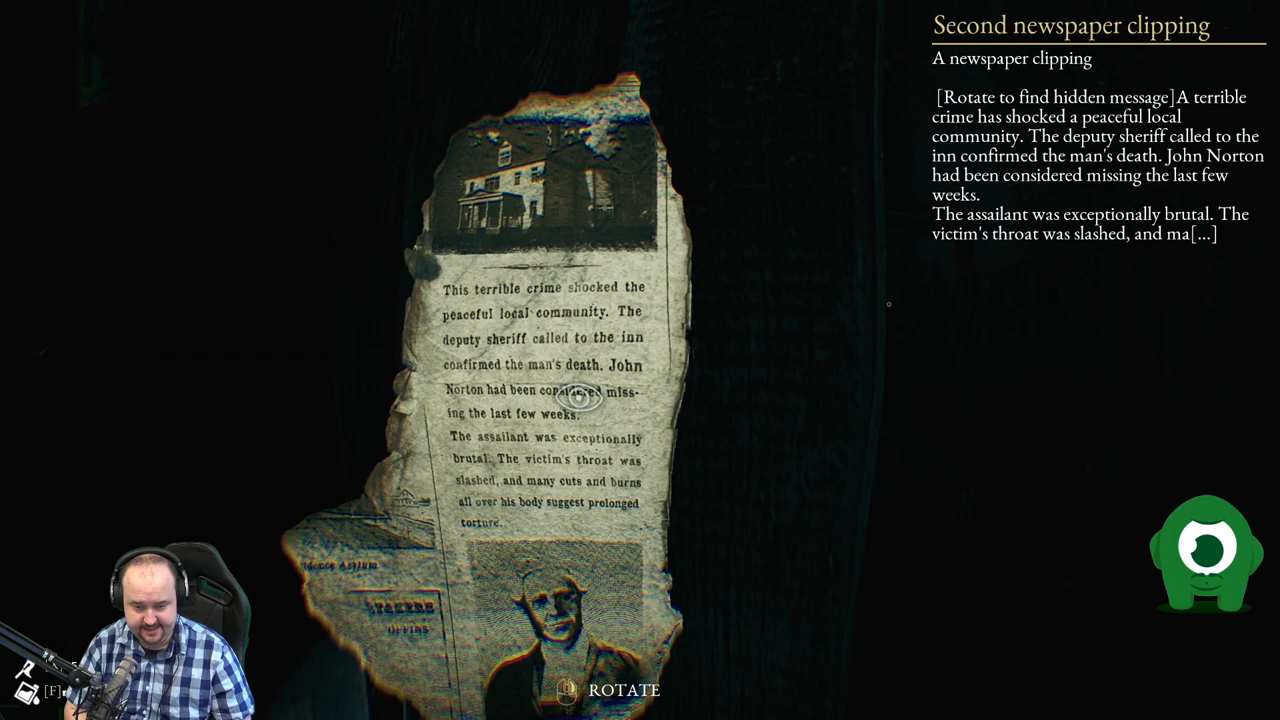 Second newspaper clipping
A newspaper clipping
[Rotate to find hidden message]A terrible
crime has shocked a peaceful local
community. The deputy sheriff called to the
inn confirmed the man's death. John Norton
had been considered missing the last few
weeks.
The assailant was exceptionally brutal. The
victim's throat was slashed, and ma[...]
This terrible crime shocked the
peaceful local community. The
deputy sheriff called to the inn
confirmed the man's death. John
Norton had been considered miss-
ing the last few weeks.
The assailant was exceptionally
brutal. The victim's throat was
slashed, and many cuts and burns
all over his body suggest prolonged
torture.
dence Asylum
OFFINS
[F]
ROTATE